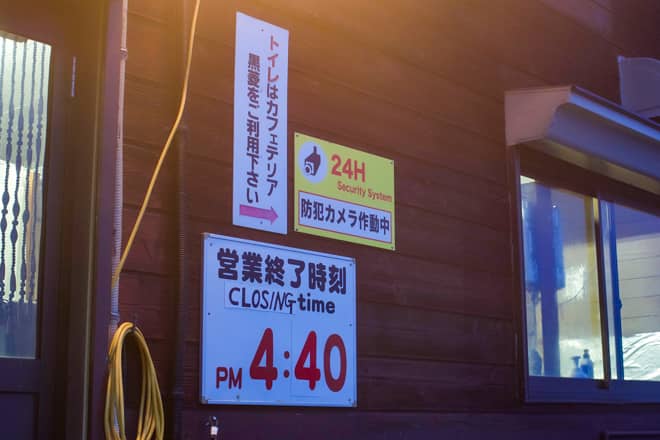 トイレはカフェテリア
黒菱をご利用下さい
24H
Security System
防犯カメラ作動中
営業終了時刻
CLOSING time
PM 4:40